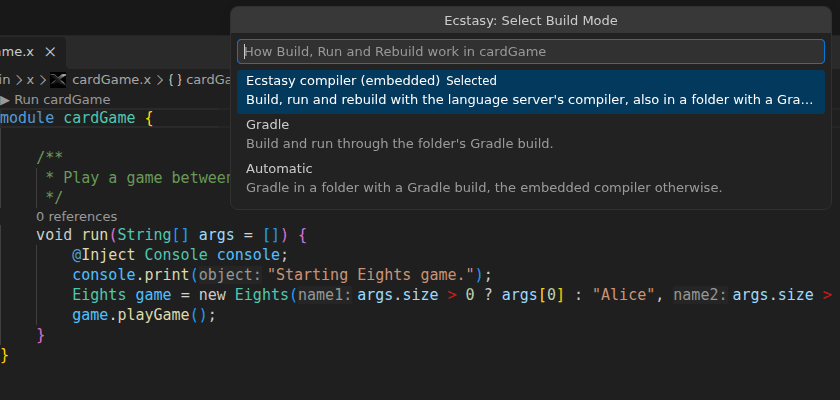 Ecstasy: Select Build Mode
ame.x
How Build, Run and Rebuild work in cardGame
in > x > cardGame.x > {} cardGa
Ecstasy compiler (embedded) Selected
Build, run and rebuild with the language server's compiler, also in a folder with a Gra...
Gradle
Build and run through the folder's Gradle build.
Automatic
Gradle in a folder with a Gradle build, the embedded compiler otherwise.
Run cardGame
module cardGame {
/**
* Play a game between
*/
0 references
void run(String[] args = []) {
@Inject Console console;
console.print(object: "Starting Eights game.");
Eights game = new Eights(name1: args.size > 0 ? args[0] : "Alice", name2: args.size >
game.playGame();
}
}